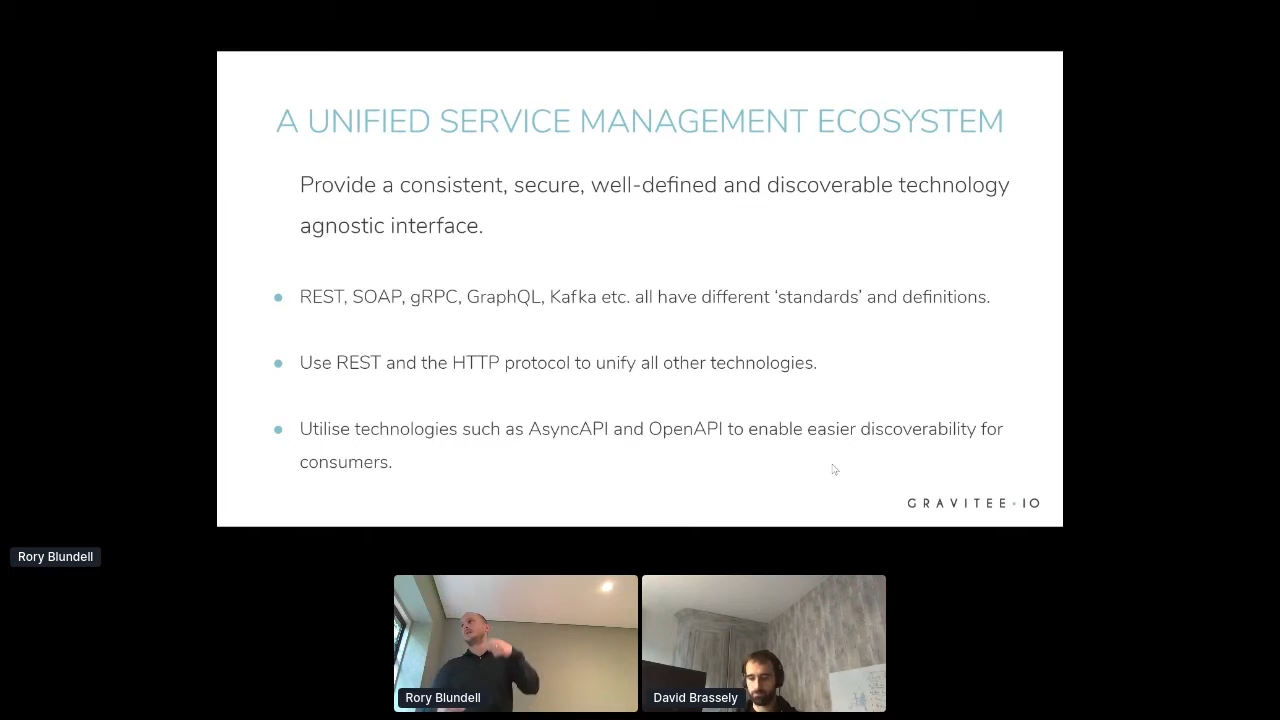 A UNIFIED SERVICE MANAGEMENT ECOSYSTEM
Provide a consistent, secure, well-defined and discoverable technology
agnostic interface.
REST, SOAP, gRPC, GraphQL, Kafka etc. all have different ‘standards’ and definitions.
Use REST and the HTTP protocol to unify all other technologies.
Utilise technologies such as AsyncAPI and OpenAPI to enable easier discoverability for
consumers.
GRAVITEE·IO
Rory Blundell
Rory Blundell
David Brassely